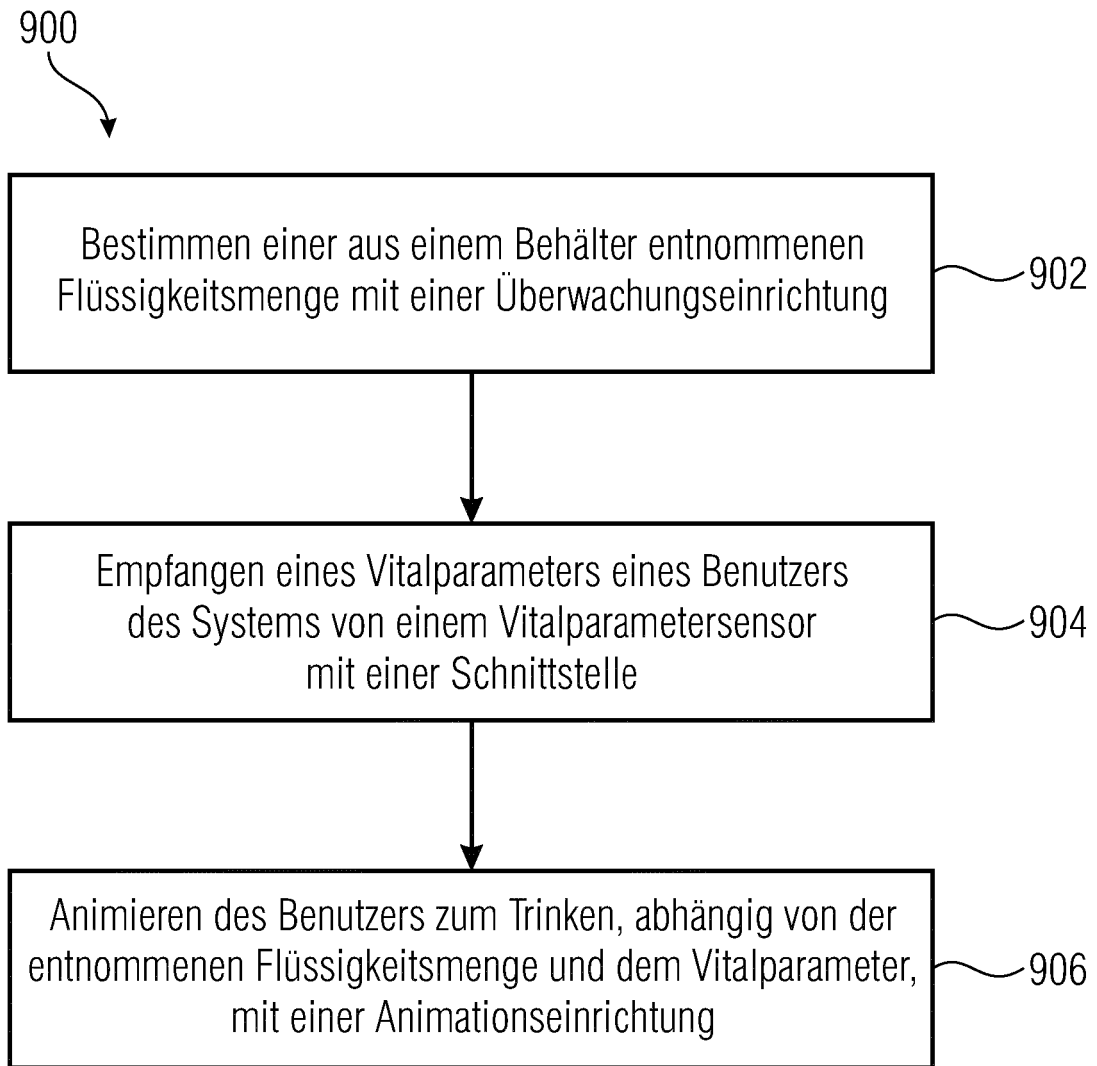 900
Bestimmen einer aus einem Behälter entnommenen
Flüssigkeitsmenge mit einer Überwachungseinrichtung
902
Empfangen eines Vitalparameters eines Benutzers
des Systems von einem Vitalparametersensor
mit einer Schnittstelle
904
Animieren des Benutzers zum Trinken, abhängig von der
entnommenen Flüssigkeitsmenge und dem Vitalparameter,
mit einer Animationseinrichtung
906